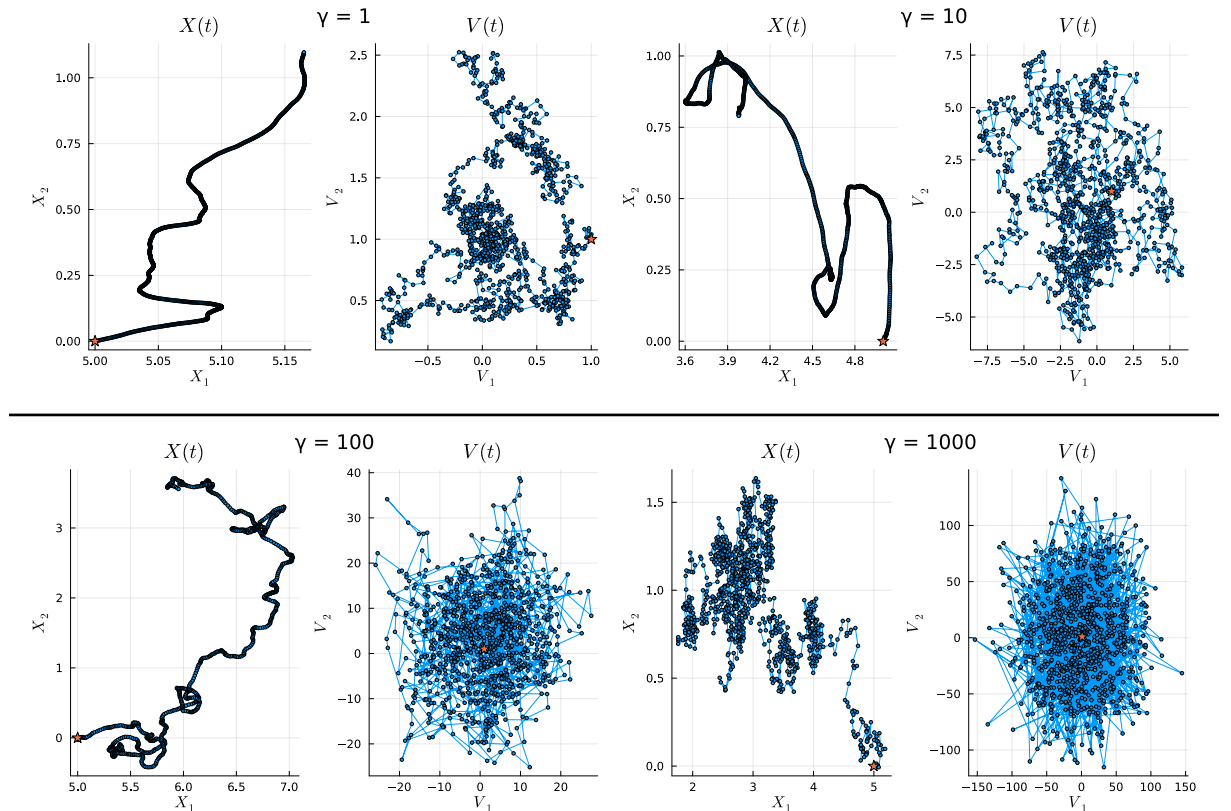 γ = 1
γ = 10
X(t)
V(t)
X(t)
V(t)
X₂
1.00
0.75
0.50
0.25
0.00
5.00
5.05
5.10
5.15
X₁
V₂
2.5
2.0
1.5
1.0
0.5
−0.5
0.0
0.5
1.0
V₁
X₂
1.00
0.75
0.50
0.25
0.00
3.6
3.9
4.2
4.5
4.8
X₁
V₂
7.5
5.0
2.5
0.0
−2.5
−5.0
−7.5
−5.0
−2.5
0.0
2.5
5.0
V₁
γ = 100
γ = 1000
X(t)
V(t)
X(t)
V(t)
X₂
3
2
1
0
5.0
5.5
6.0
6.5
7.0
X₁
V₂
40
30
20
10
0
−10
−20
−20
−10
0
10
20
V₁
X₂
1.5
1.0
0.5
0.0
2
3
4
5
X₁
V₂
100
50
0
−50
−100
−150
−100
−50
0
50
100
150
V₁